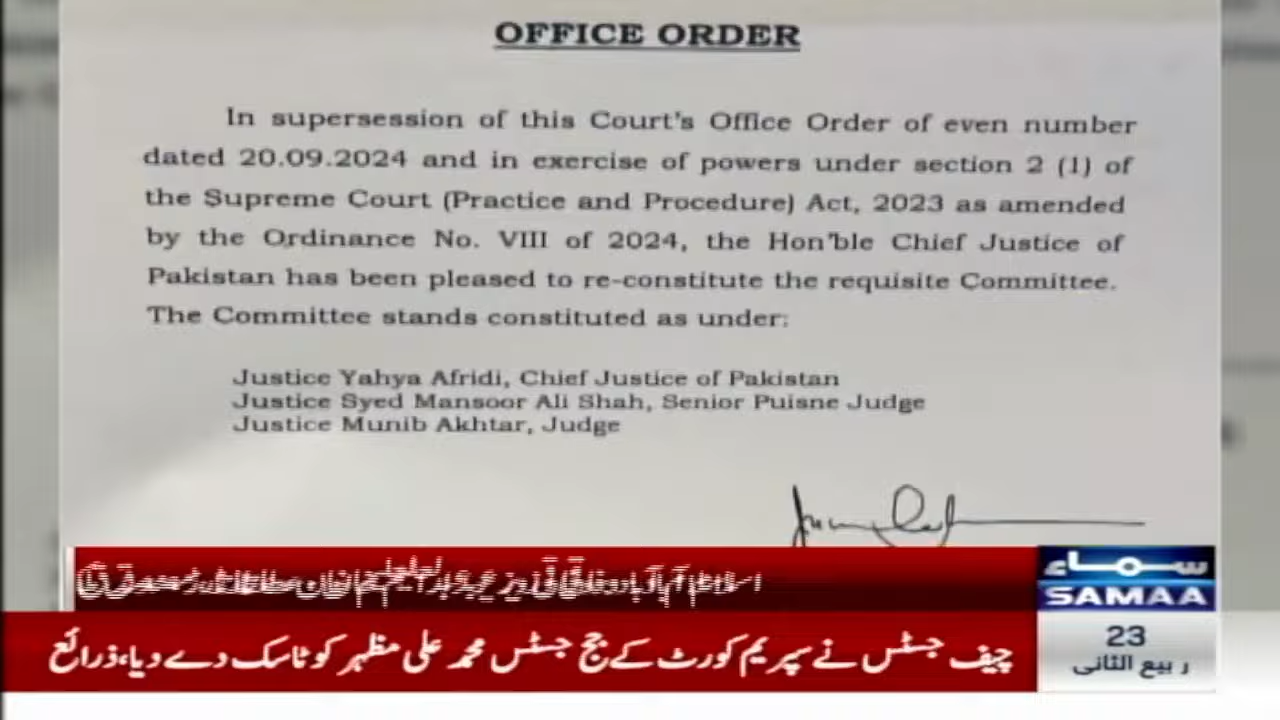 OFFICE ORDER
In supersession of this Court's Office Order of even number
dated 20.09.2024 and in exercise of powers under section 2 (1) of
the Supreme Court (Practice and Procedure) Act, 2023 as amended
by the Ordinance No. VIII of 2024, the Hon'ble Chief Justice of
Pakistan has been pleased to re-constitute the requisite Committee.
The Committee stands constituted as under:
Justice Yahya Afridi, Chief Justice of Pakistan
Justice Syed Mansoor Ali Shah, Senior Puisne Judge
Justice Munib Akhtar, Judge
سماء
SAMAA
چیف جسٹس نے سپریم کورٹ کے جج جسٹس محمد علی مظہر کو ٹاسک دے دیا، ذرائع
23
ربیع الثانی